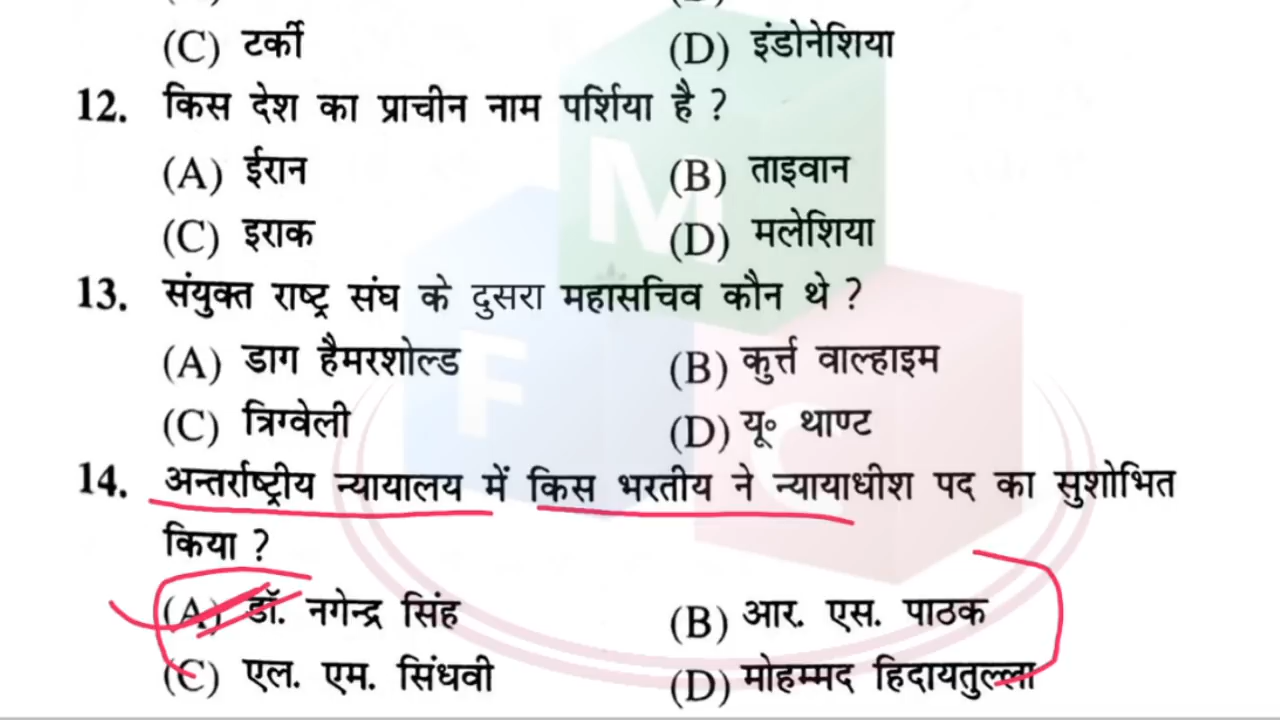 (C) टर्की (D) इंडोनेशिया
12. किस देश का प्राचीन नाम पर्शिया है ?
(A) ईरान (B) ताइवान
(C) इराक (D) मलेशिया
13. संयुक्त राष्ट्र संघ के दुसरा महासचिव कौन थे ?
(A) डाग हैमरशोल्ड (B) कुर्त्त वाल्हाइम
(C) त्रिग्वेली (D) यू॰ थाण्ट
14. अन्तर्राष्ट्रीय न्यायालय में किस भरतीय ने न्यायाधीश पद का सुशोभित
किया ?
(A) डॉ. नगेन्द्र सिंह (B) आर. एस. पाठक
(C) एल. एम. सिंधवी (D) मोहम्मद हिदायतुल्ला
M
F
C